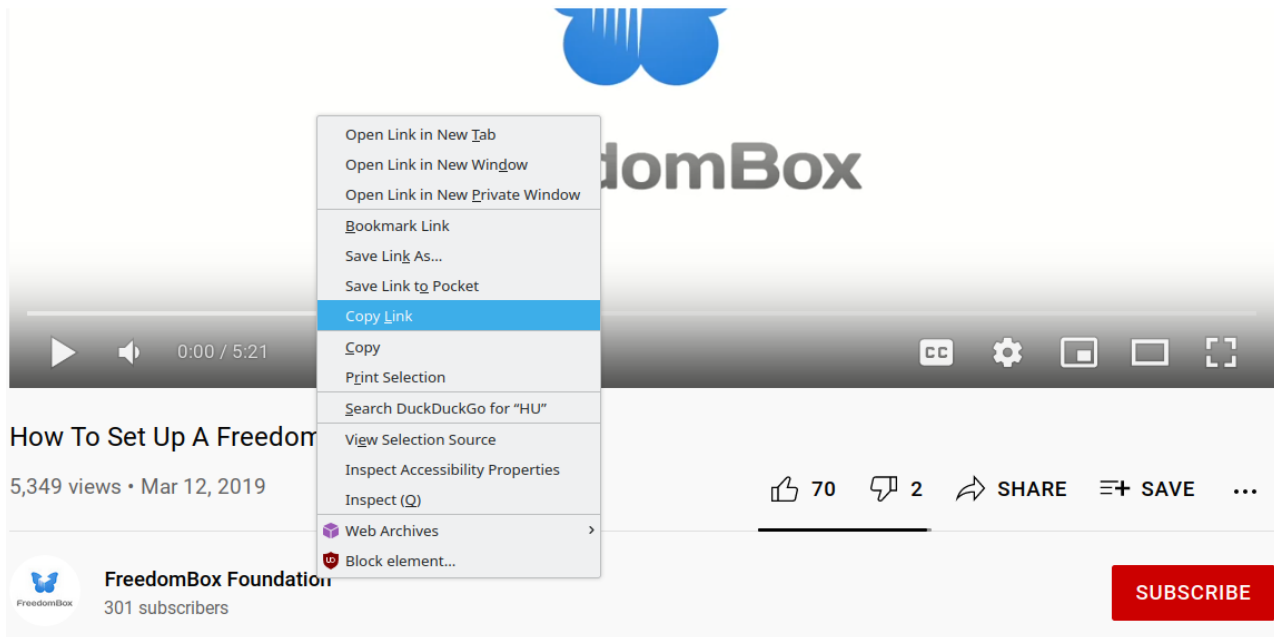 domBox
Open Link in New Tab
Open Link in New Window
Open Link in New Private Window
Bookmark Link
Save Link As...
Save Link to Pocket
Copy Link
Copy
Print Selection
Search DuckDuckGo for “HU”
View Selection Source
Inspect Accessibility Properties
Inspect (Q)
Web Archives
Block element...
0:00 / 5:21
CC
How To Set Up A Freedom
5,349 views • Mar 12, 2019
70 2 SHARE SAVE ...
FreedomBox
FreedomBox Foundation
301 subscribers
SUBSCRIBE